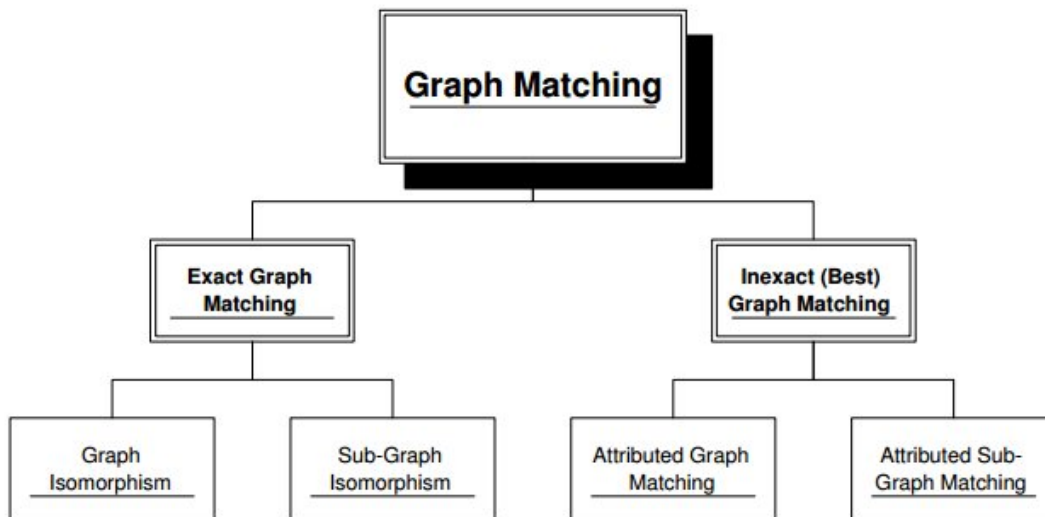 Graph Matching
Exact Graph
Matching
Inexact (Best)
Graph Matching
Graph
Isomorphism
Sub-Graph
Isomorphism
Attributed Graph
Matching
Attributed Sub-
Graph Matching